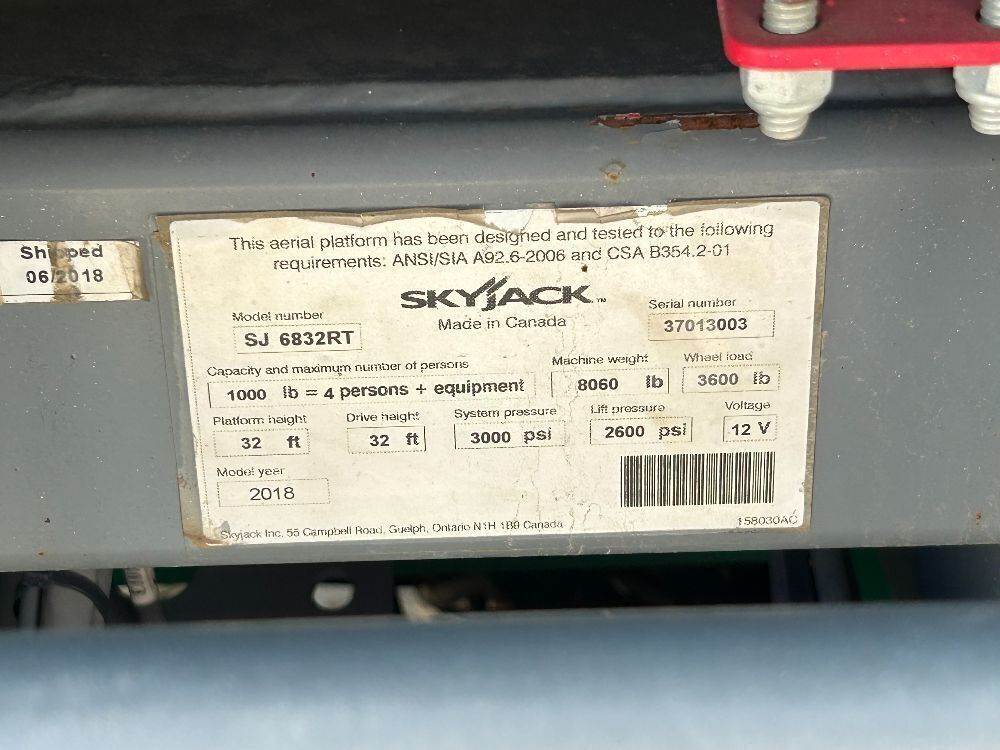 Shipped
06/2018
This aerial platform has been designed and tested to the following
requirements: ANSI/SIA A92.6-2006 and CSA B354.2-01
SKYJACK™
Made in Canada
Model number
SJ 6832RT
Serial number
37013003
Capacity and maximum number of persons
1000 lb = 4 persons + equipment
Machine weight
8060 lb
Wheel load
3600 lb
Platform height
32 ft
Drive height
32 ft
System pressure
3000 psi
Lift pressure
2600 psi
Voltage
12 V
Model year
2018
Skyjack Inc. 55 Campbell Road, Guelph, Ontario N1H 1B9 Canada
158030AC